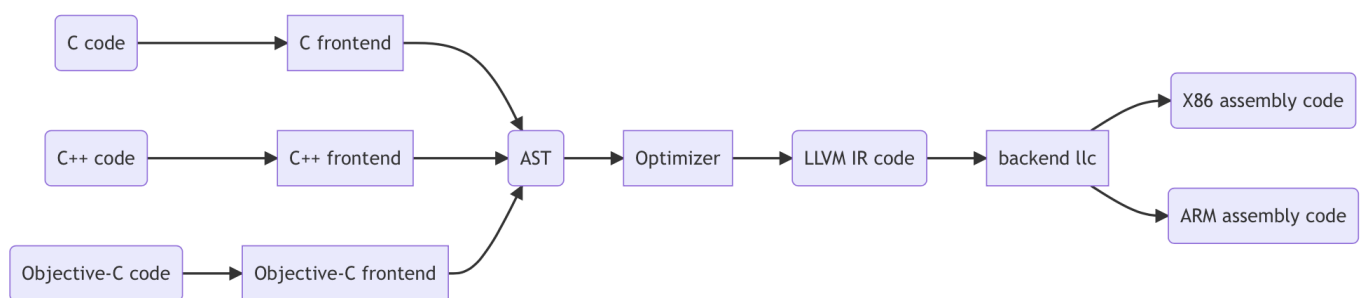 C code
C frontend
C++ code
C++ frontend
AST
Optimizer
LLVM IR code
backend llc
X86 assembly code
ARM assembly code
Objective-C code
Objective-C frontend